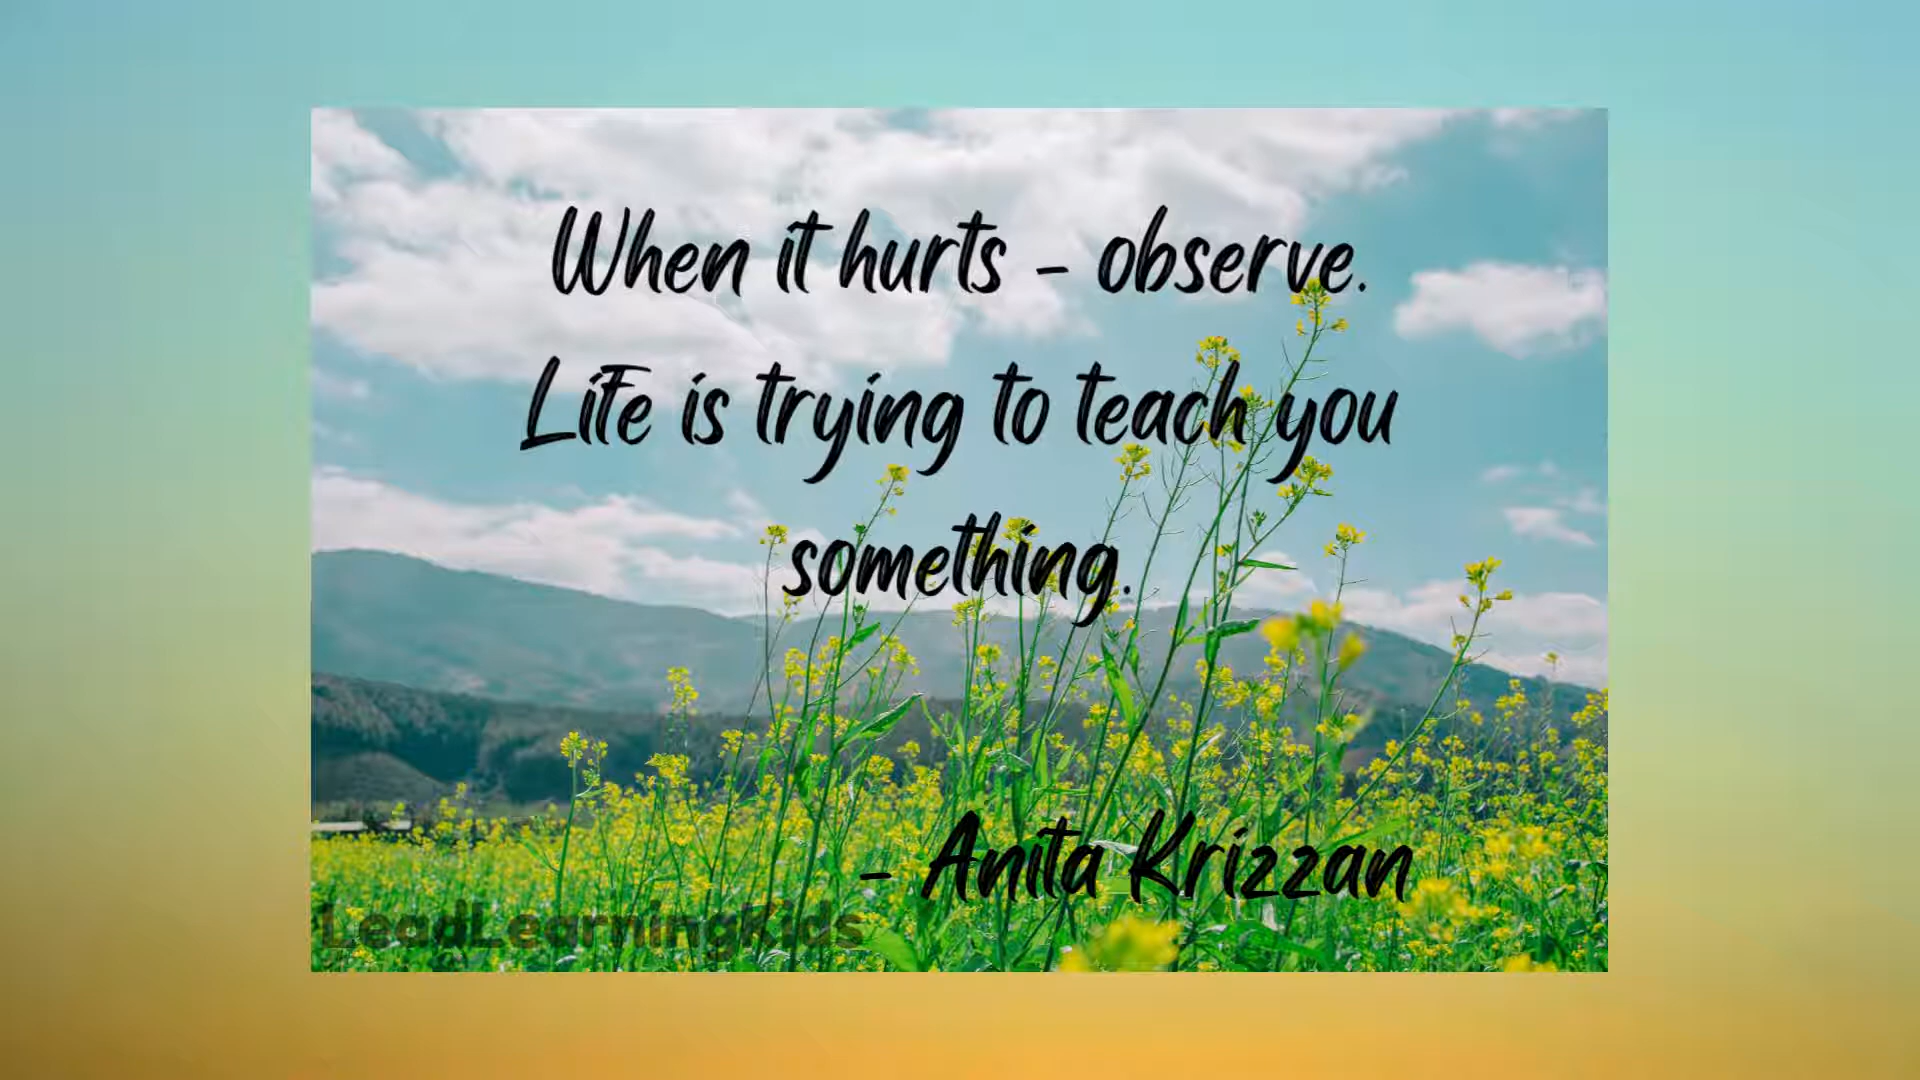 When it hurts - observe.
Life is trying to teach you
something.
- Anita Krizzan
LeadLearningKids